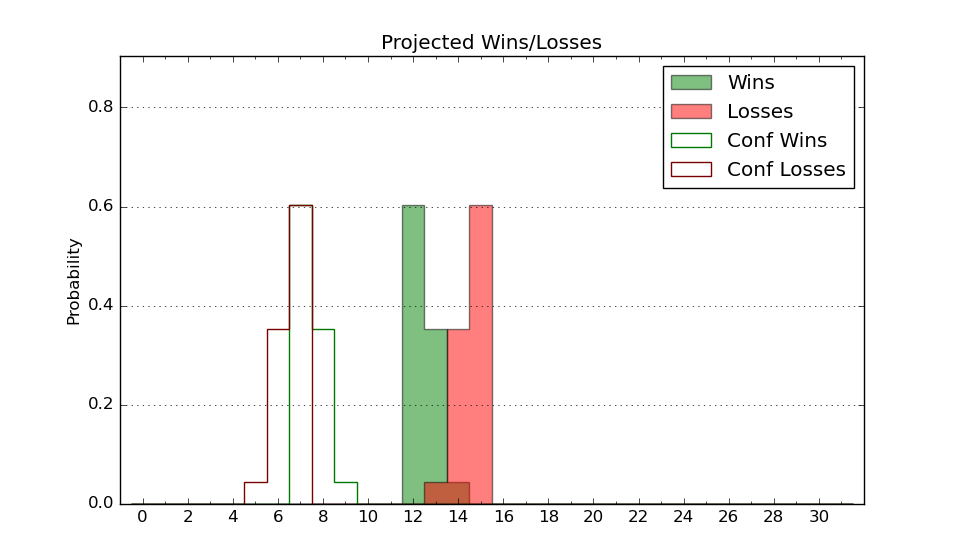 Projected Wins/Losses
Wins
Losses
Conf Wins
Conf Losses
Probability
0.8
0.6
0.4
0.2
0.0
0 2 4 6 8 10 12 14 16 18 20 22 24 26 28 30